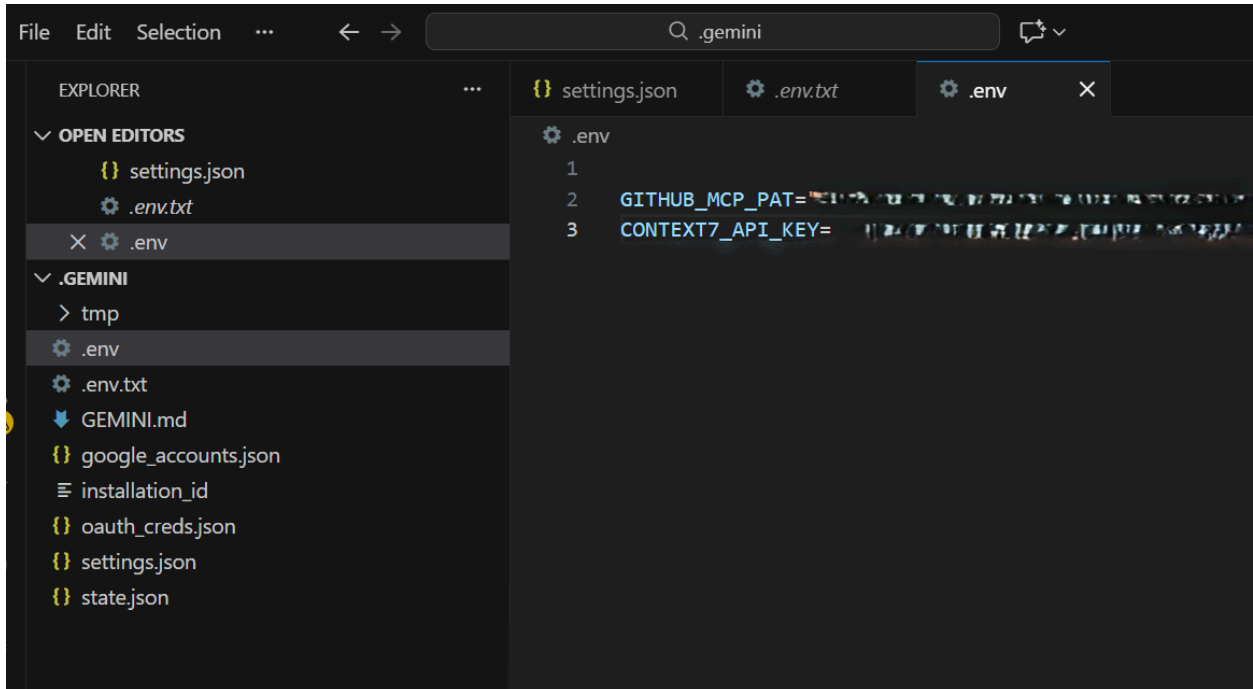 File Edit Selection ··· ← → .gemini
EXPLORER ···
OPEN EDITORS
{} settings.json
.env.txt
× .env
.GEMINI
> tmp
.env
.env.txt
GEMINI.md
{} google_accounts.json
installation_id
{} oauth_creds.json
{} settings.json
{} state.json
{} settings.json .env.txt .env ×
.env
1
2 GITHUB_MCP_PAT=
3 CONTEXT7_API_KEY=